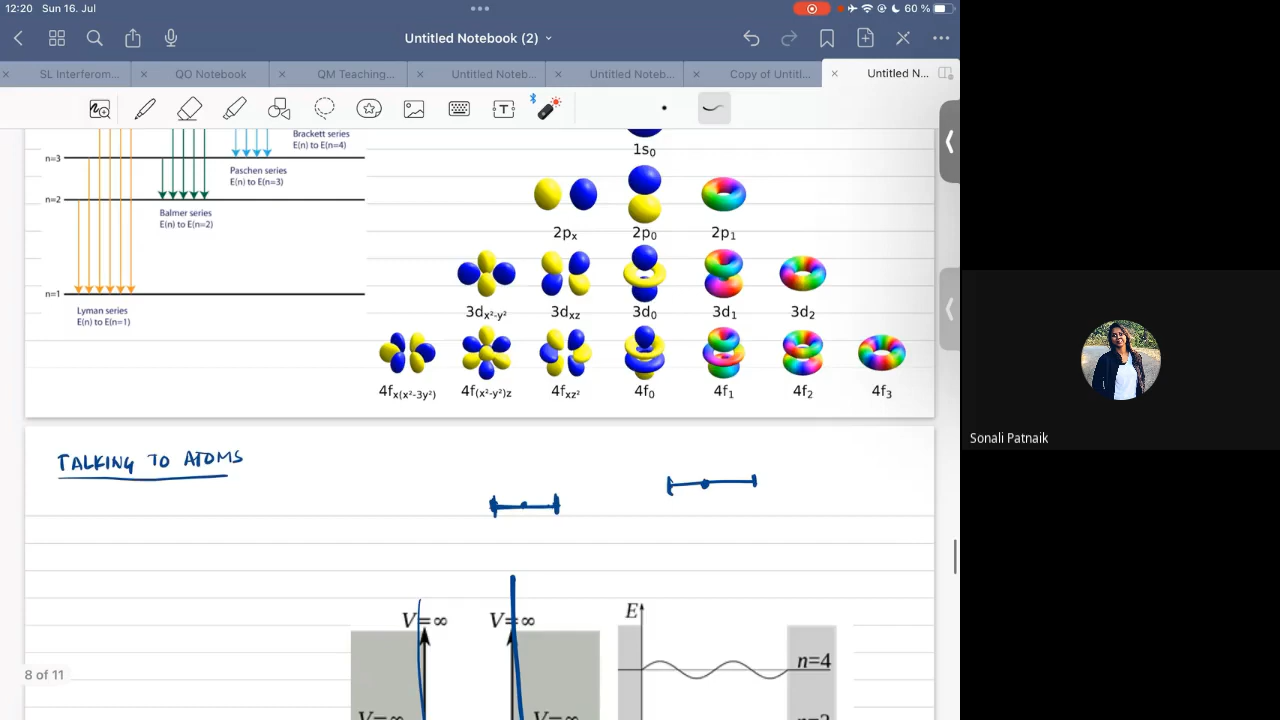 12:20 Sun 16. Jul
60 %
Untitled Notebook (2)
SL Interferom...
QO Notebook
QM Teaching...
Untitled Noteb...
Untitled Noteb...
Copy of Untitl...
Untitled N...
T
Brackett series
E(n) to E(n=4)
n=3
Paschen series
E(n) to E(n=3)
n=2
Balmer series
E(n) to E(n=2)
n=1
Lyman series
E(n) to E(n=1)
1s₀
2pₓ 2p₀ 2p₁
3dx²-y² 3dxz 3d₀ 3d₁ 3d₂
4fx(x²-3y²) 4f(x²-y²)z 4fxz² 4f₀ 4f₁ 4f₂ 4f₃
TALKING TO ATOMS
V=∞ V=∞ E
n=4
8 of 11
V=∞ V=∞
Sonali Patnaik